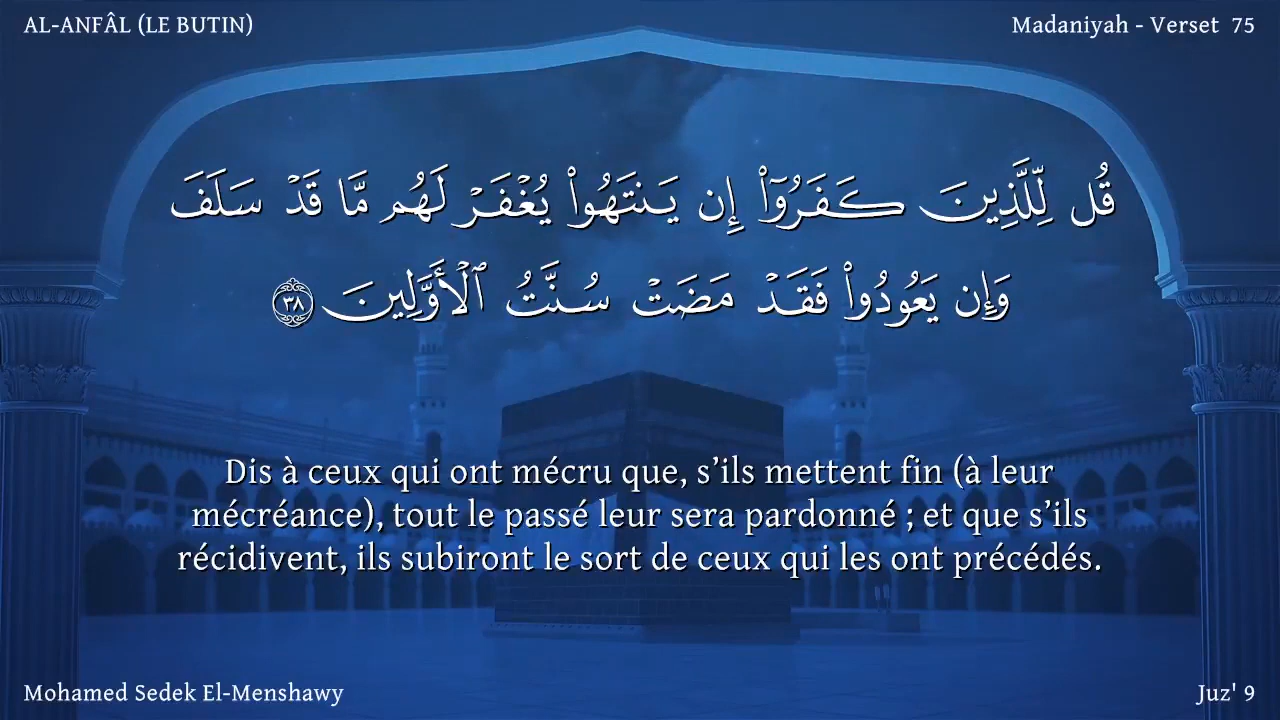 AL-ANFÂL (LE BUTIN)
Madaniyah - Verset 75
قُل لِّلَّذِينَ كَفَرُوٓا۟ إِن يَنتَهُوا۟ يُغْفَرْ لَهُم مَّا قَدْ سَلَفَ
وَإِن يَعُودُوا۟ فَقَدْ مَضَتْ سُنَّتُ ٱلْأَوَّلِينَ ٣٨
Dis à ceux qui ont mécru que, s’ils mettent fin (à leur
mécréance), tout le passé leur sera pardonné ; et que s’ils
récidivent, ils subiront le sort de ceux qui les ont précédés.
Mohamed Sedek El-Menshawy
Juz' 9